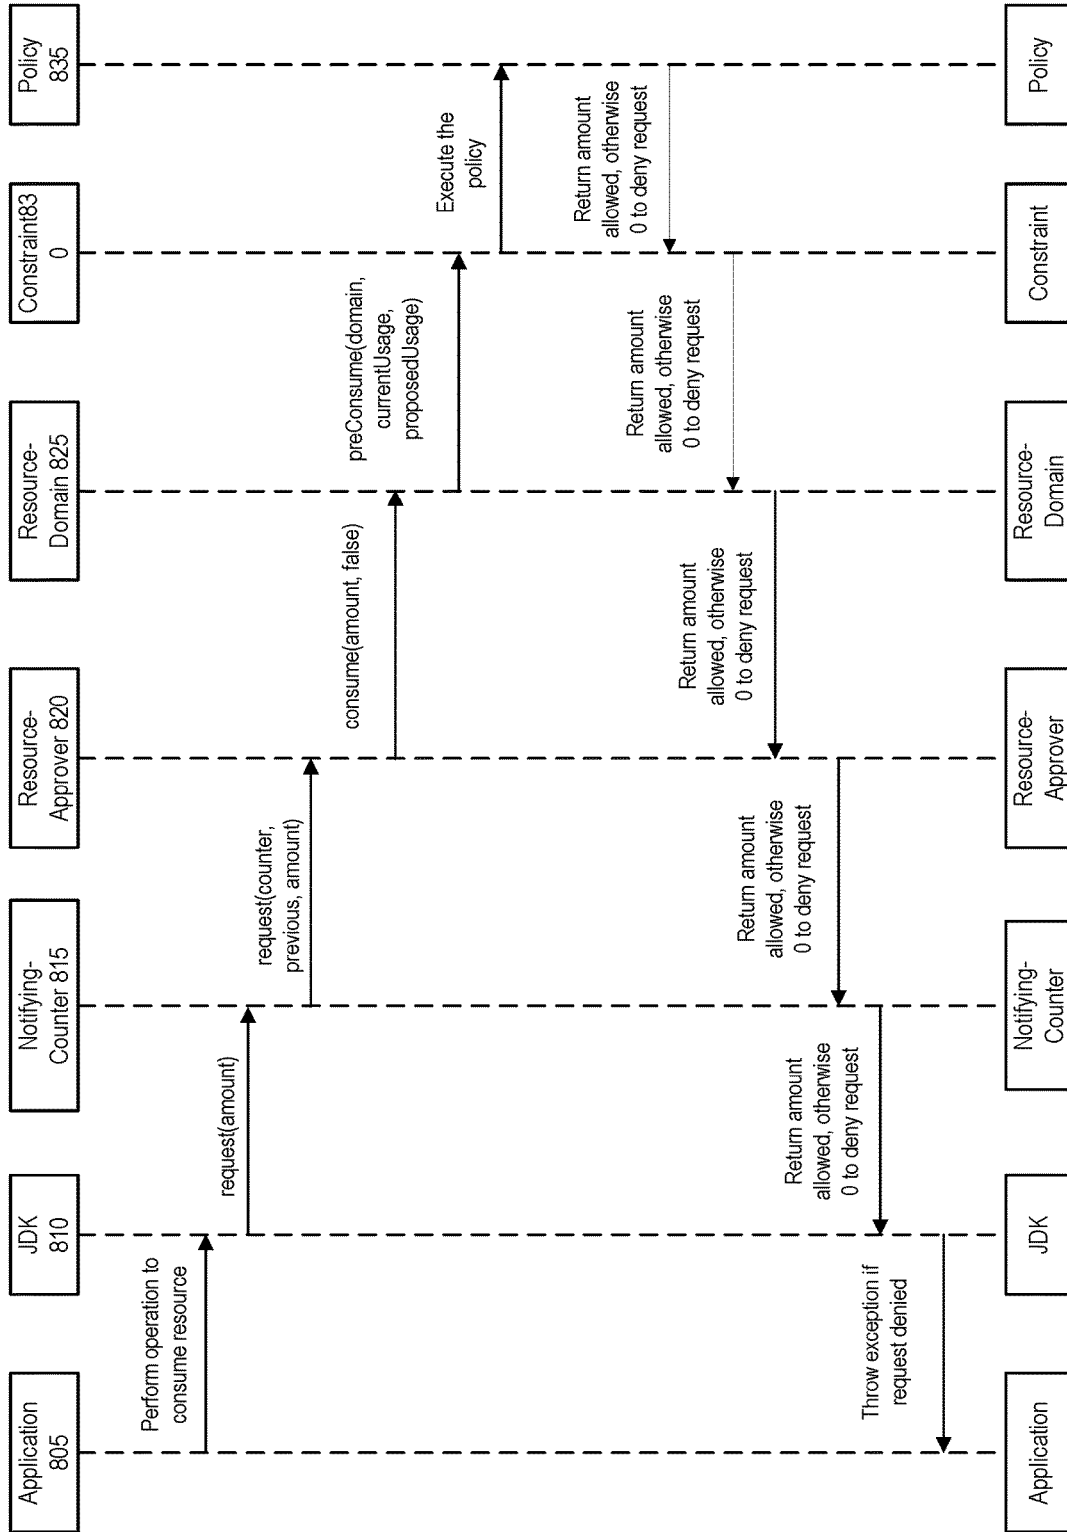 Application
805
JDK
810
Notifying-
Counter 815
Resource-
Approver 820
Resource-
Domain 825
Constraint83
0
Policy
835
Perform operation to
consume resource
request(amount)
request(counter,
previous, amount)
consume(amount, false)
preConsume(domain,
currentUsage,
proposedUsage)
Execute the
policy
Return amount
allowed, otherwise
0 to deny request
Return amount
allowed, otherwise
0 to deny request
Return amount
allowed, otherwise
0 to deny request
Return amount
allowed, otherwise
0 to deny request
Return amount
allowed, otherwise
0 to deny request
Throw exception if
request denied
Application
JDK
Notifying-
Counter
Resource-
Approver
Resource-
Domain
Constraint
Policy